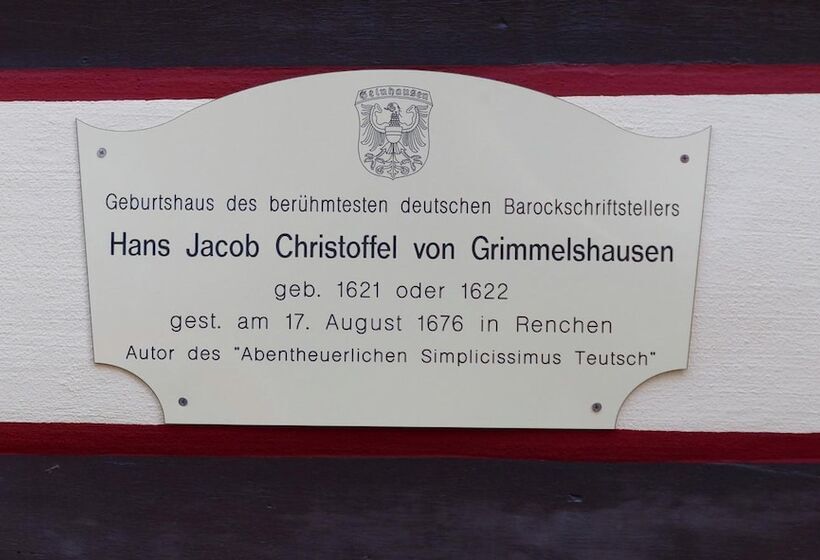 Gelnhausen
Geburtshaus des berühmtesten deutschen Barockschriftstellers
Hans Jacob Christoffel von Grimmelshausen
geb. 1621 oder 1622
gest. am 17. August 1676 in Renchen
Autor des "Abentheuerlichen Simplicissimus Teutsch"